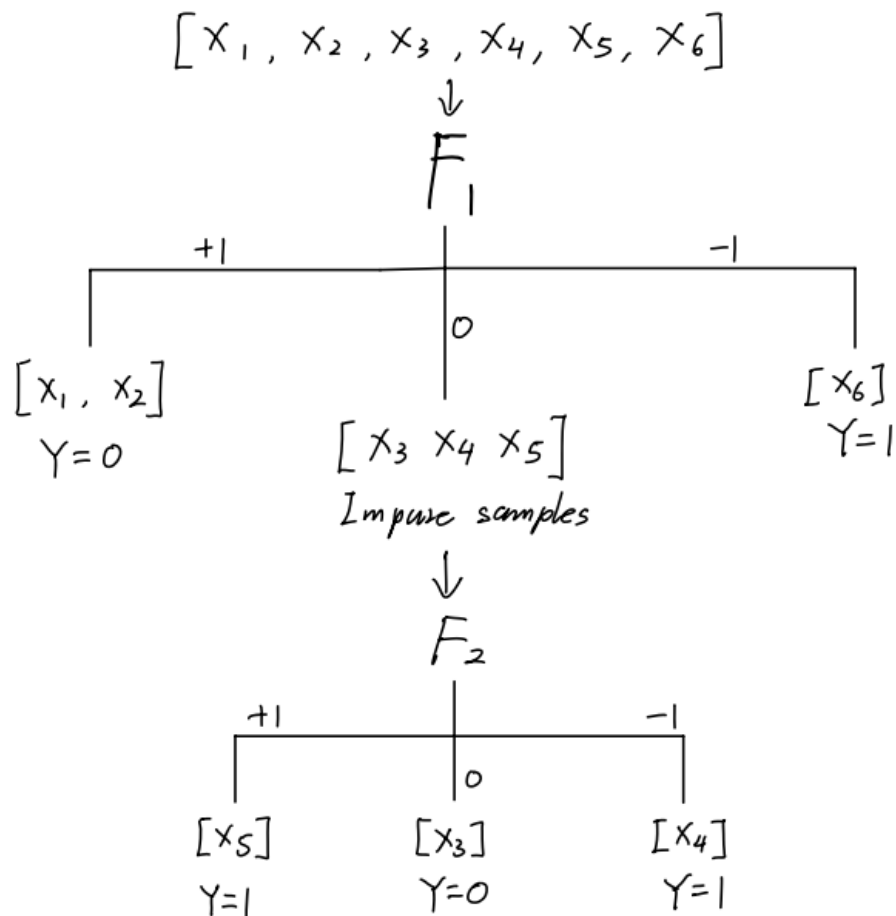 [X₁, X₂, X₃, X₄, X₅, X₆]
F₁
+1
-1
0
[X₁, X₂]
Y=0
[X₃ X₄ X₅]
Impure samples
[X₆]
Y=1
F₂
+1
-1
0
[X₅]
Y=1
[X₃]
Y=0
[X₄]
Y=1